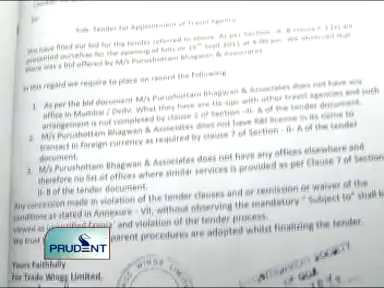 Sir
Sub: Tender for Appointment of Travel Agency
We have filed our bid for the tender referred to above. As per Section -II B clause
presented ourselves for the opening of bids on 15th Sept 2011 at 5.00 pm. We observed that
there was a bid offered by M/s Purushottam Bhagwan & Associates
In this regard we require to place on record the following
1. As per the bid document M/s Purushottam Bhagwan & Associates does not have any
office in Mumbai / Delhi. What they have are tie ups with other travel agencies and such
arrangement is not completed by clause 2 of Section -II- A of the tender document.
2. M/s Purushottam Bhagwan & Associates does not have RBI license in its name to
transact in Foreign currency as required by clause 7 of Section - II- A of the tender
document.
3. M/s Purushottam Bhagwan & Associates does not have any offices elsewhere and
therefore no list of offices where similar services is provided as per Clause 7 of Section
II- B of the tender document.
Any concession made in violation of the tender clauses and or remission or waiver of the
conditions as stated in Annexure - VII, without observing the mandatory "Subject to" shall be
viewed as and violation of the tender process.
We trust parent procedures are adopted whilst finalizing the tender.
Yours Faithfully
For Trade Wings Limited.
PRUDENT